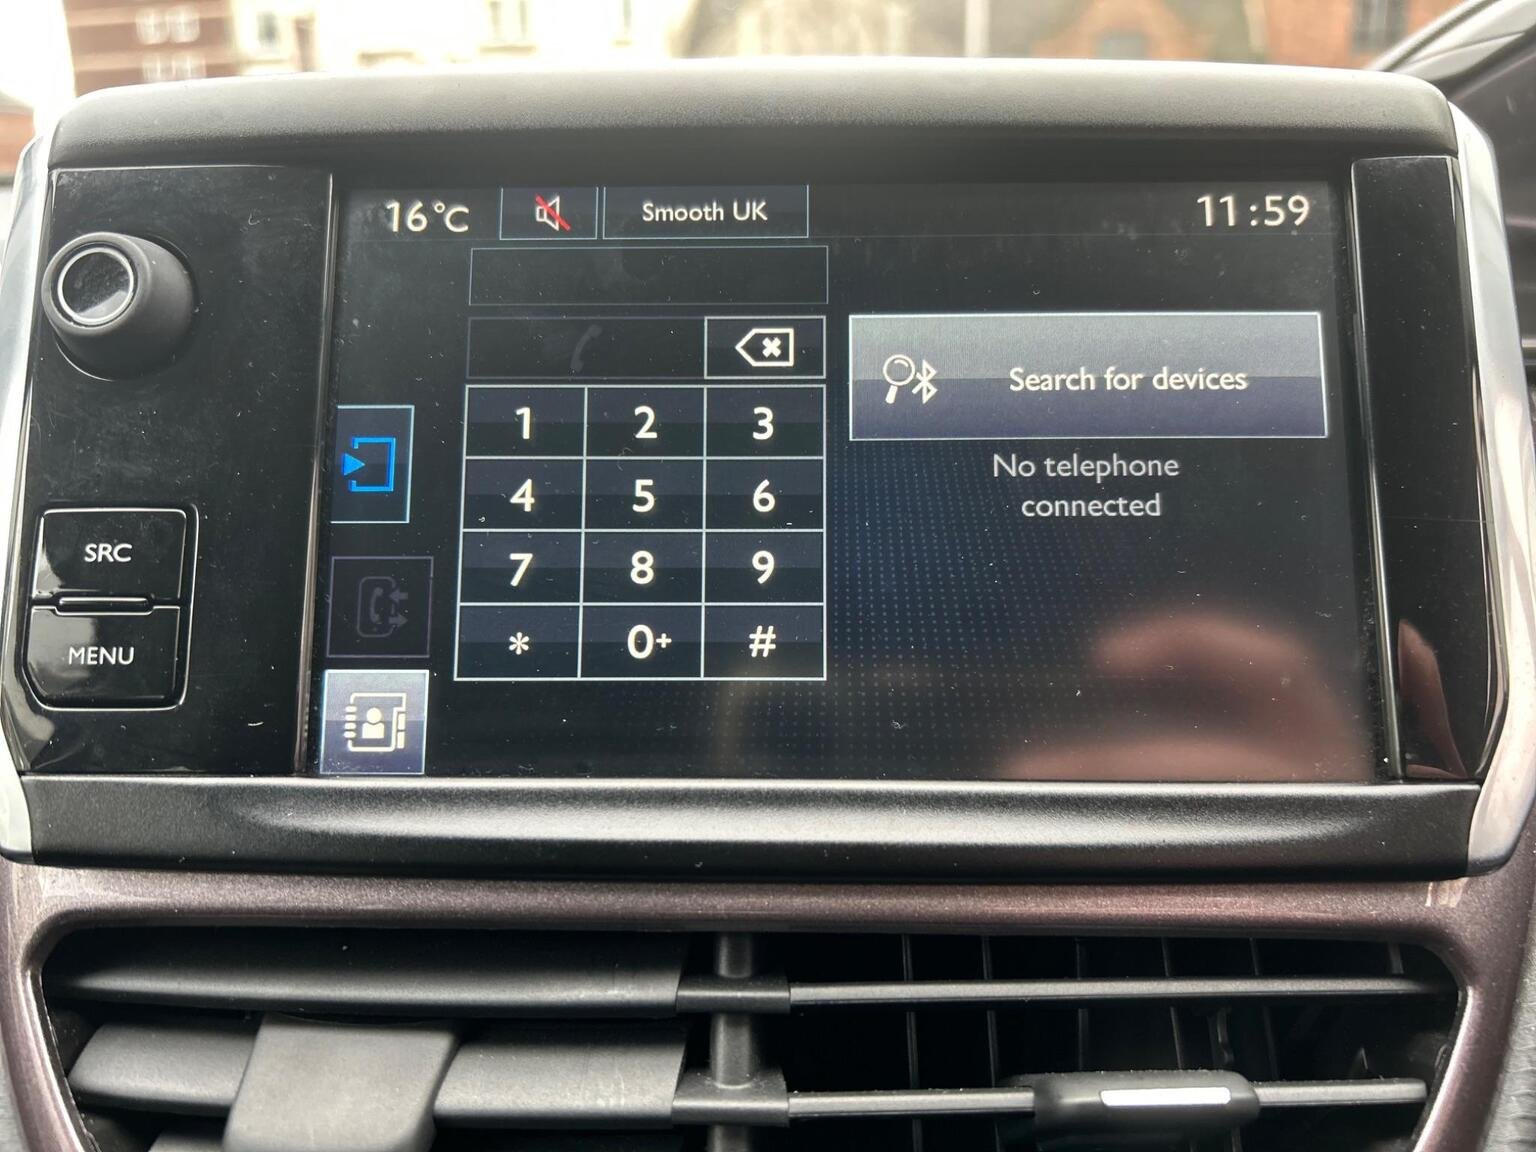 16°C
Smooth UK
11:59
Search for devices
No telephone
connected
1 2 3
4 5 6
7 8 9
* 0+ #
SRC
MENU